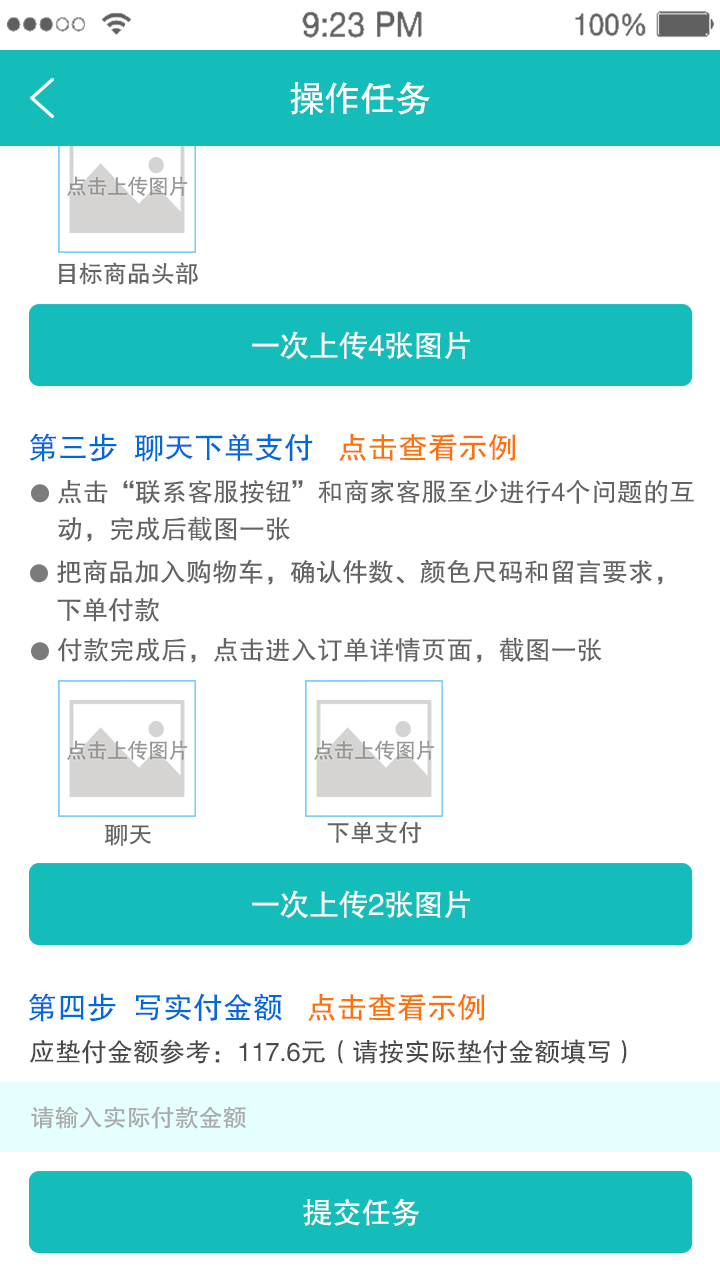 9:23 PM 100%
操作任务
点击上传图片
目标商品头部
一次上传4张图片
第三步 聊天下单支付 点击查看示例
点击“联系客服按钮”和商家客服至少进行4个问题的互
动，完成后截图一张
把商品加入购物车，确认件数、颜色尺码和留言要求，
下单付款
付款完成后，点击进入订单详情页面，截图一张
点击上传图片 点击上传图片
聊天 下单支付
一次上传2张图片
第四步 写实付金额 点击查看示例
应垫付金额参考：117.6元（请按实际垫付金额填写）
请输入实际付款金额
提交任务